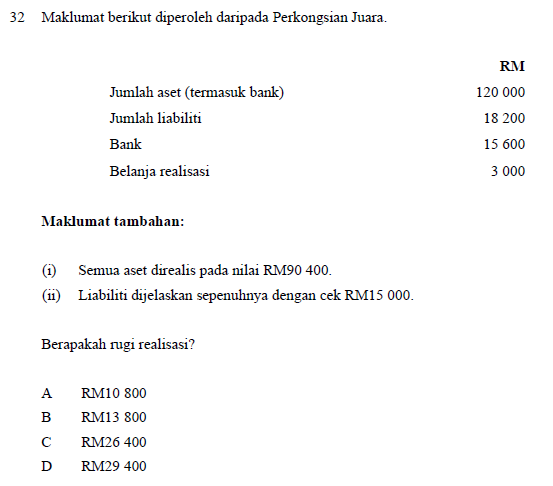 32 Maklumat berikut diperoleh daripada Perkongsian Juara.
RM
Jumlah aset (termasuk bank) 120 000
Jumlah liabiliti 18 200
Bank 15 600
Belanja realisasi 3 000
Maklumat tambahan:
(i) Semua aset direalis pada nilai RM90 400.
(ii) Liabiliti dijelaskan sepenuhnya dengan cek RM15 000.
Berapakah rugi realisasi?
A RM10 800
B RM13 800
C RM26 400
D RM29 400